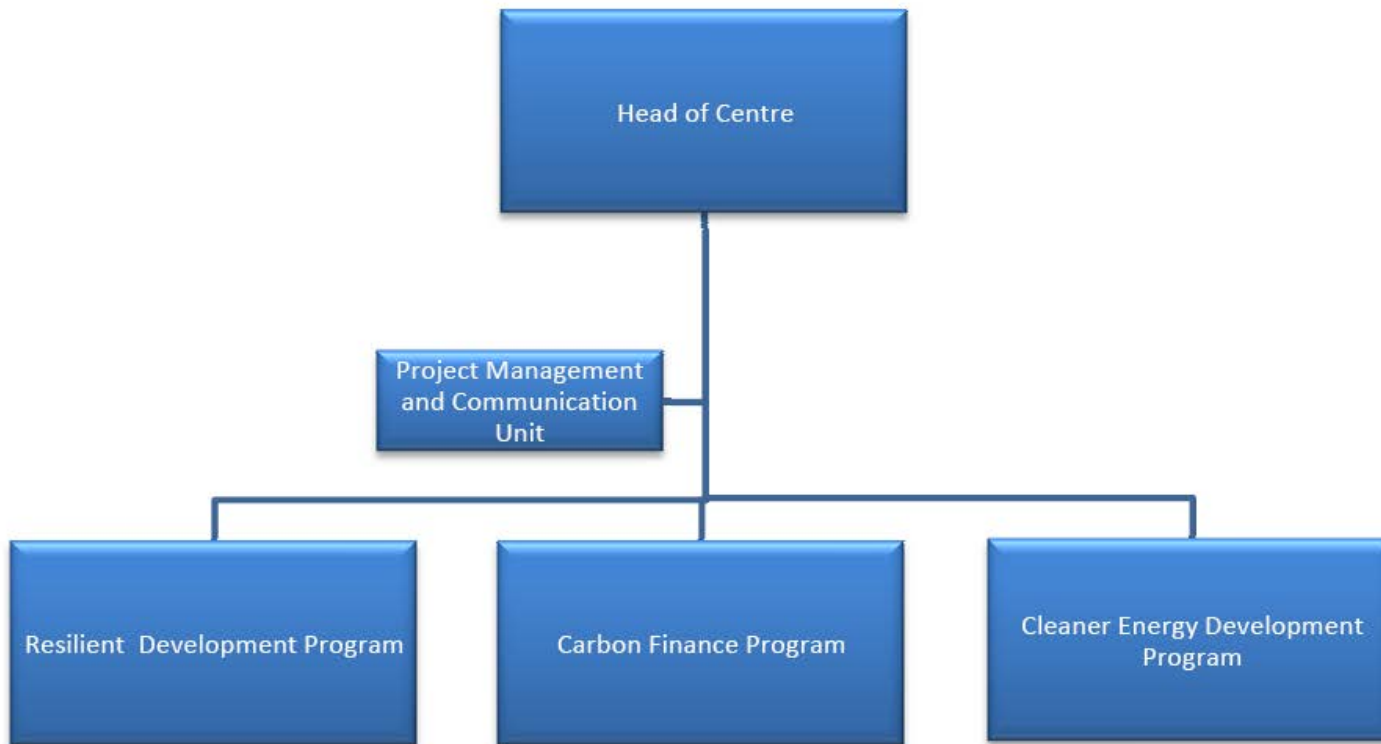 Head of Centre
Project Management
and Communication
Unit
Resilient  Development Program
Carbon Finance Program
Cleaner Energy Development
Program